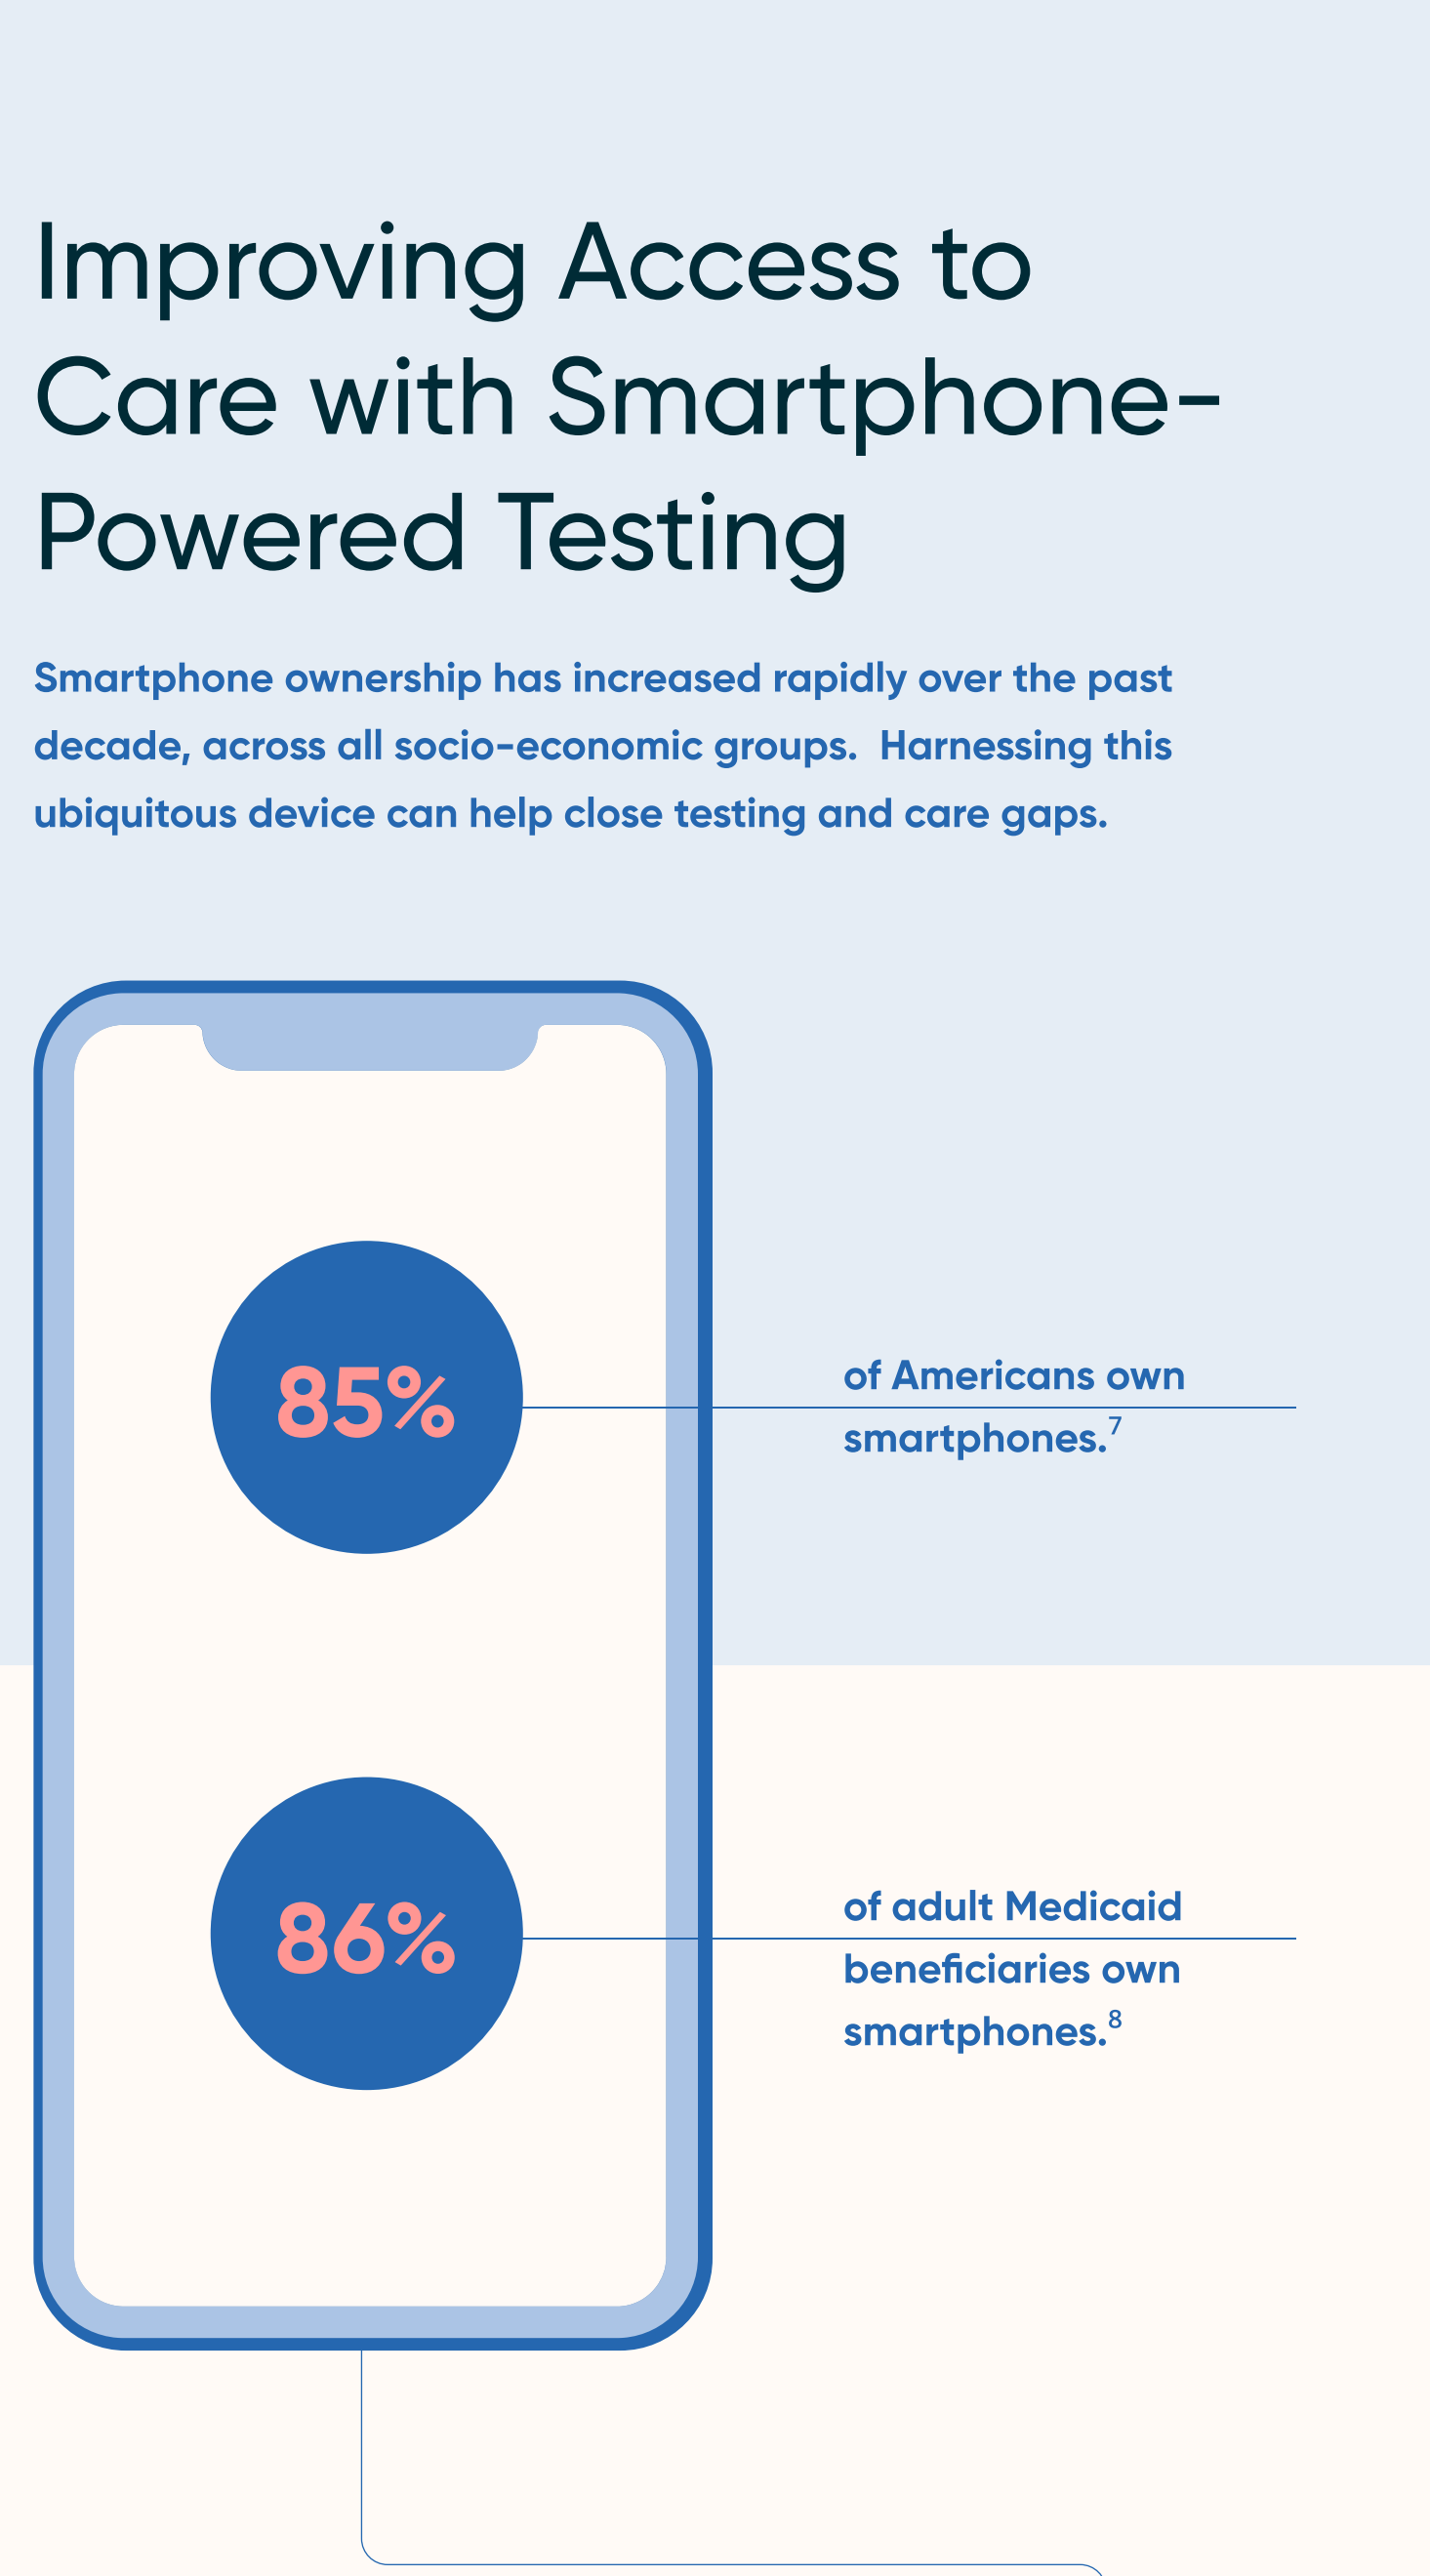 Improving Access to
Care with Smartphone-
Powered Testing
Smartphone ownership has increased rapidly over the past
decade, across all socio-economic groups.  Harnessing this
ubiquitous device can help close testing and care gaps.
85%
of Americans own
smartphones.⁷
86%
of adult Medicaid
beneficiaries own
smartphones.⁸